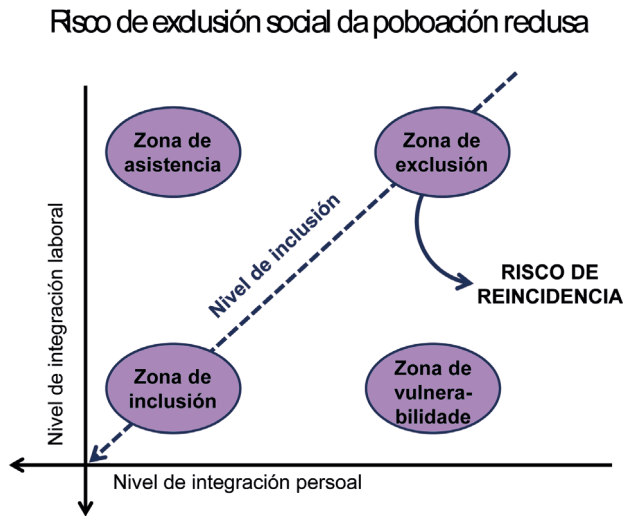 Risco de exclusión social da poboación reclusa
Zona de
asistencia
Zona de
exclusión
Nivel de inclusión
Nivel de integración laboral
RISCO DE
REINCIDENCIA
Zona de
inclusión
Zona de
vulnera-
bilidade
Nivel de integración persoal